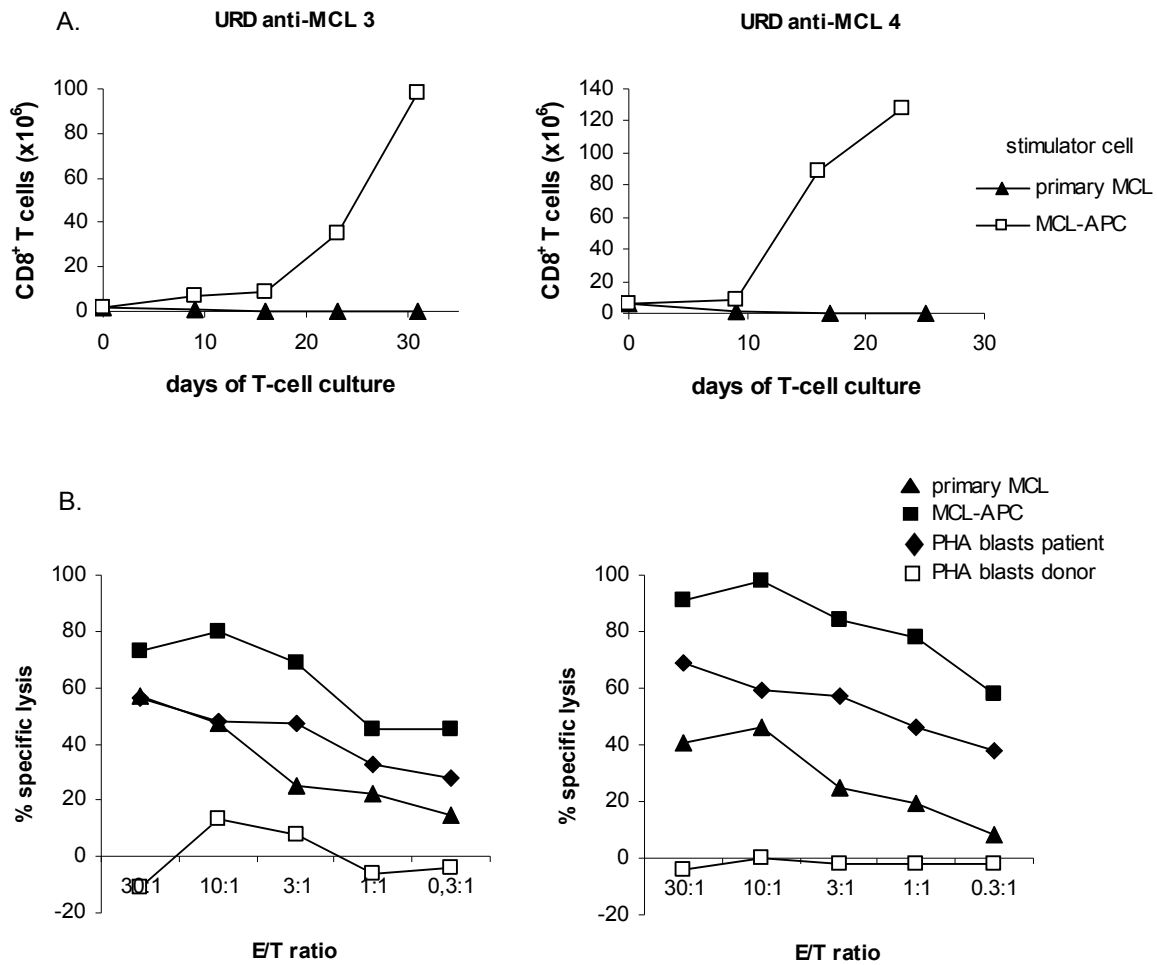 A.
URD anti-MCL 3
URD anti-MCL 4
CD8+ T cells (x10^6)
100
80
60
40
20
0
0
10
20
30
days of T-cell culture
CD8+ T cells (x10^6)
140
120
100
80
60
40
20
0
0
10
20
30
days of T-cell culture
stimulator cell
primary MCL
MCL-APC
B.
primary MCL
MCL-APC
PHA blasts patient
PHA blasts donor
% specific lysis
100
80
60
40
20
0
-20
30:1
10:1
3:1
1:1
0,3:1
E/T ratio
% specific lysis
100
80
60
40
20
0
-20
30:1
10:1
3:1
1:1
0.3:1
E/T ratio